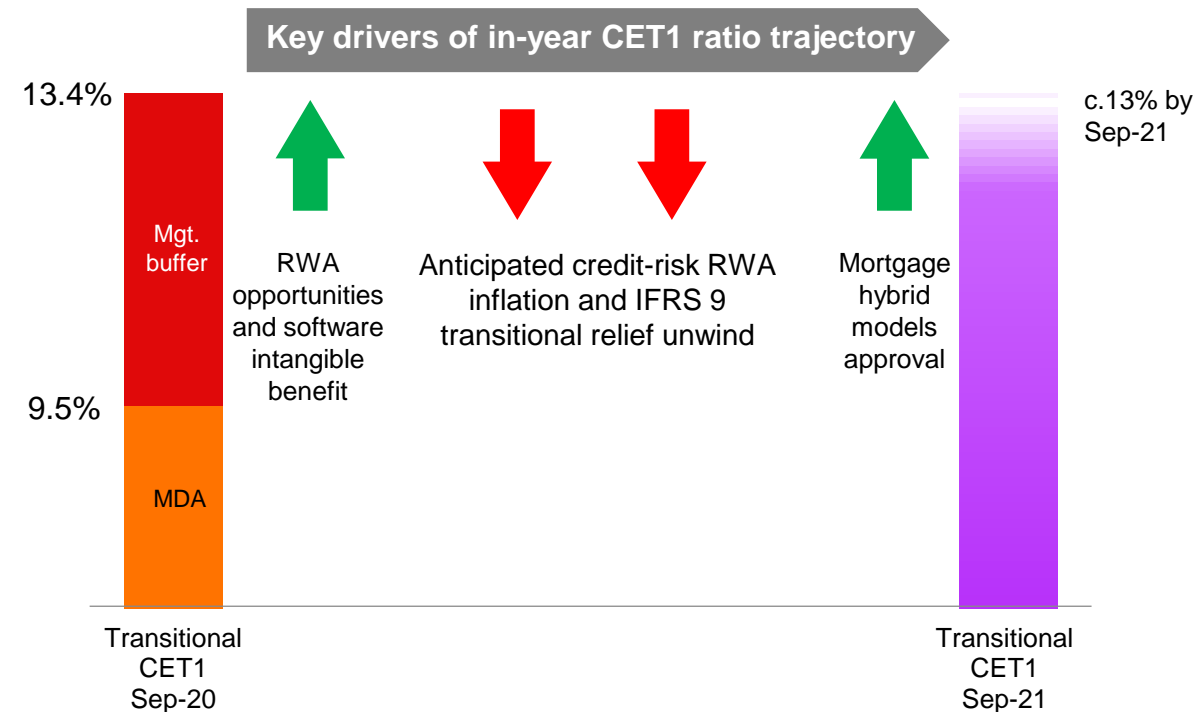 Key drivers of in-year CET1 ratio trajectory
13.4%
c.13% by
Sep-21
Mgt.
buffer
RWA
opportunities
and software
intangible
benefit
Anticipated credit-risk RWA
inflation and IFRS 9
transitional relief unwind
Mortgage
hybrid
models
approval
9.5%
MDA
Transitional
CET1
Sep-20
Transitional
CET1
Sep-21